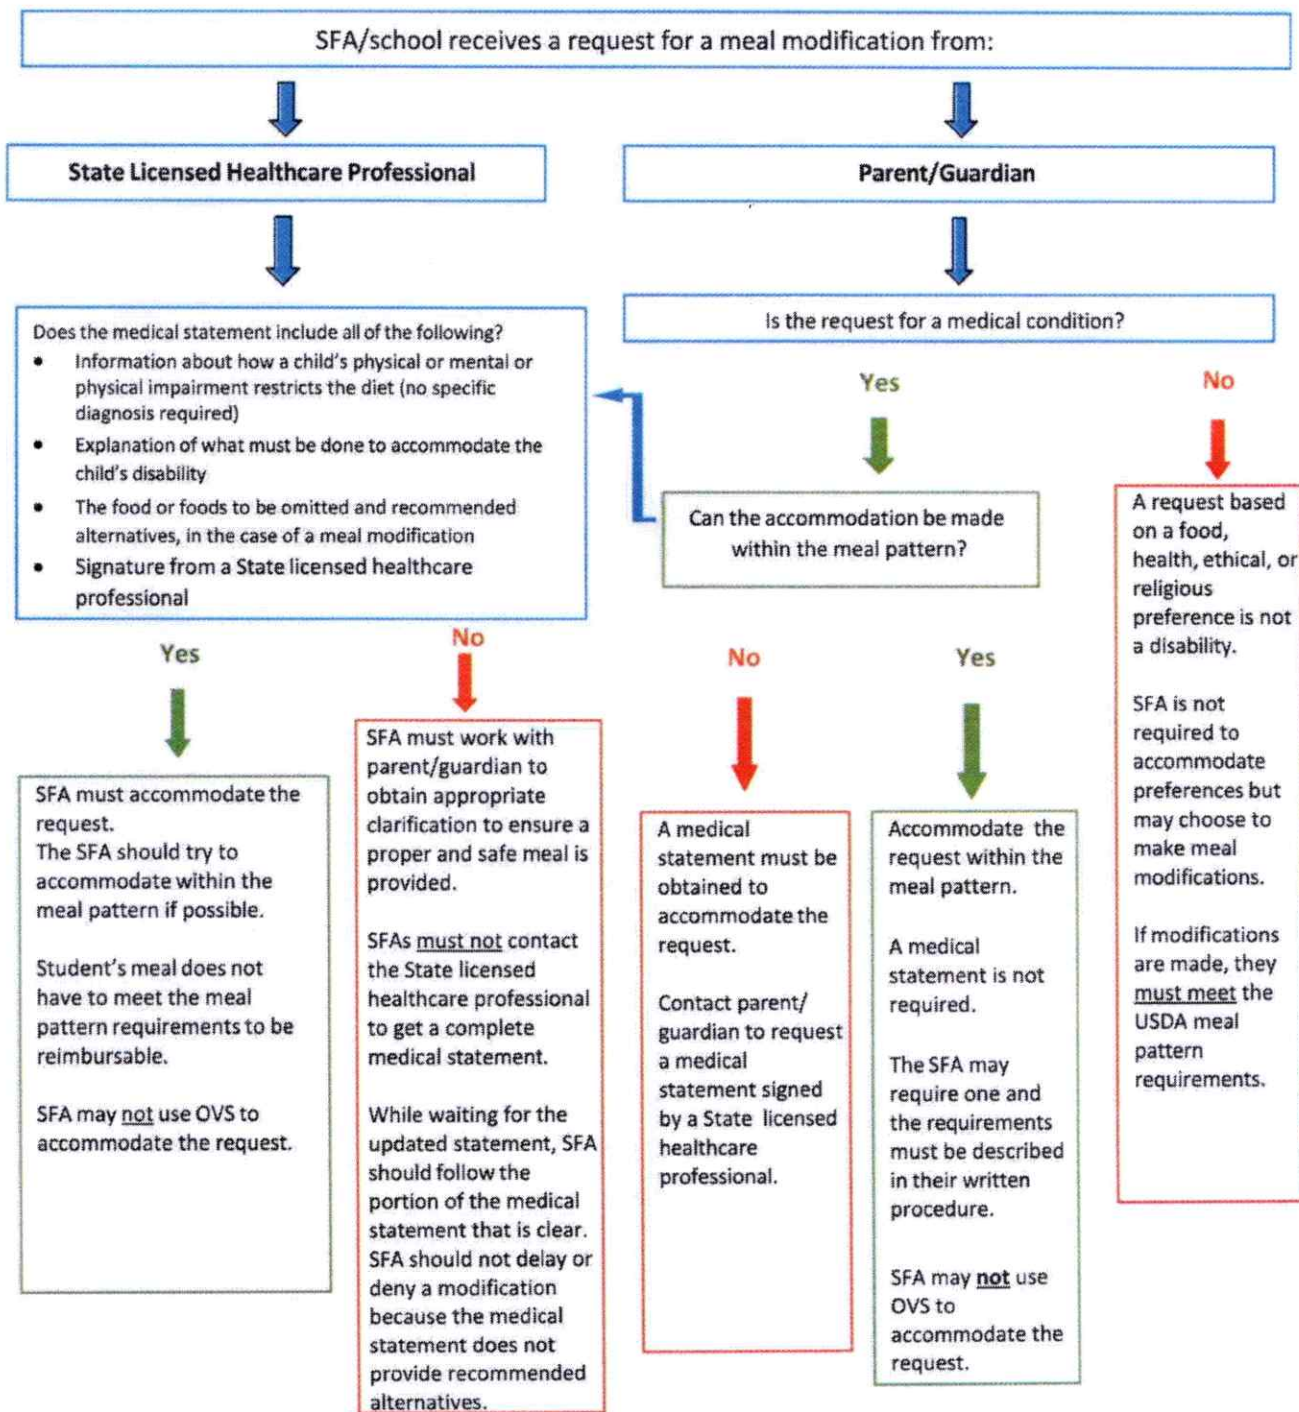 SFA/school receives a request for a meal modification from:
State Licensed Healthcare Professional
Parent/Guardian
Does the medical statement include all of the following?
• Information about how a child's physical or mental or
physical impairment restricts the diet (no specific
diagnosis required)
• Explanation of what must be done to accommodate the
child's disability
• The food or foods to be omitted and recommended
alternatives, in the case of a meal modification
• Signature from a State licensed healthcare
professional
Is the request for a medical condition?
Yes
No
Can the accommodation be made
within the meal pattern?
A request based
on a food,
health, ethical, or
religious
preference is not
a disability.
SFA is not
required to
accommodate
preferences but
may choose to
make meal
modifications.
If modifications
are made, they
must meet the
USDA meal
pattern
requirements.
Yes
No
No
Yes
SFA must accommodate the
request.
The SFA should try to
accommodate within the
meal pattern if possible.
Student's meal does not
have to meet the meal
pattern requirements to be
reimbursable.
SFA may not use OVS to
accommodate the request.
SFA must work with
parent/guardian to
obtain appropriate
clarification to ensure a
proper and safe meal is
provided.
SFAs must not contact
the State licensed
healthcare professional
to get a complete
medical statement.
While waiting for the
updated statement, SFA
should follow the
portion of the medical
statement that is clear.
SFA should not delay or
deny a modification
because the medical
statement does not
provide recommended
alternatives.
A medical
statement must be
obtained to
accommodate the
request.
Contact parent/
guardian to request
a medical
statement signed
by a State licensed
healthcare
professional.
Accommodate the
request within the
meal pattern.
A medical
statement is not
required.
The SFA may
require one and
the requirements
must be described
in their written
procedure.
SFA may not use
OVS to
accommodate the
request.